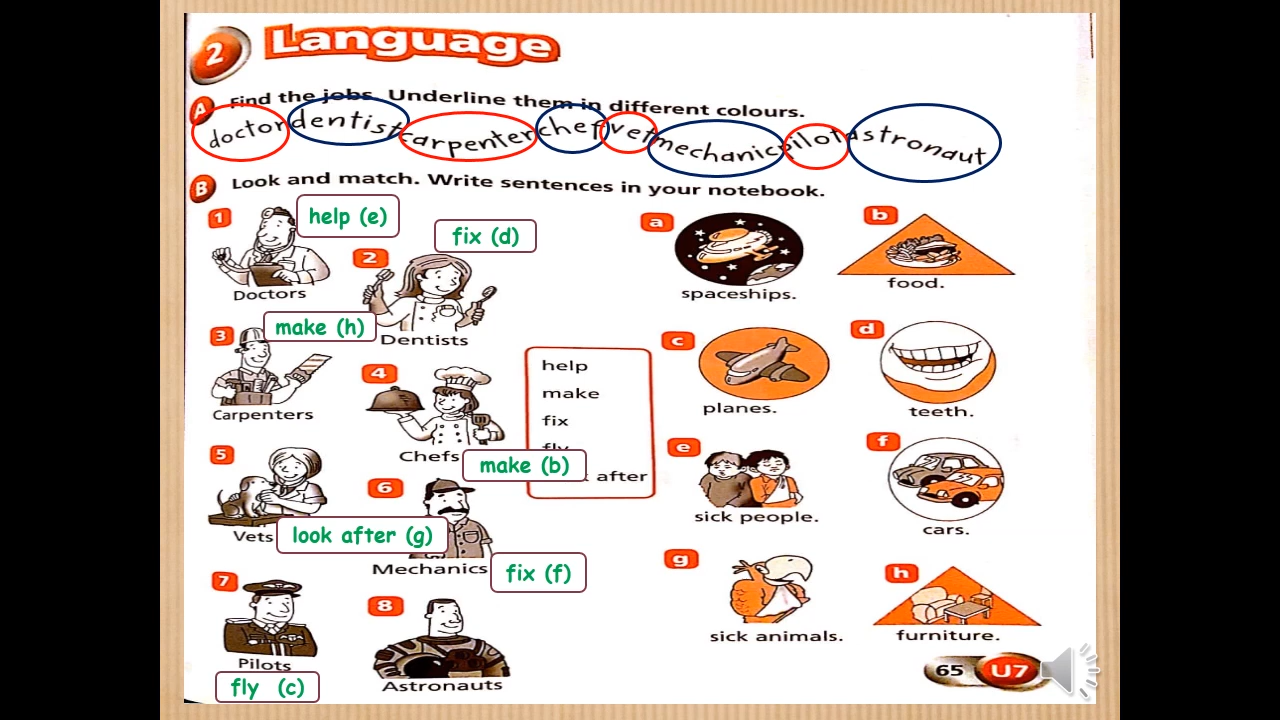 2 Language
A Find the jobs. Underline them in different colours.
doctordentistcarpenterchefvetmechanicpilotastronaut
B Look and match. Write sentences in your notebook.
1
help (e)
Doctors
2
fix (d)
Dentists
3
make (h)
Carpenters
4
Chefs
make (b)
5
Vets
look after (g)
6
Mechanics
fix (f)
7
Pilots
fly (c)
8
Astronauts
help
make
fix
after
a
spaceships.
b
food.
c
planes.
d
teeth.
e
sick people.
f
cars.
g
sick animals.
h
furniture.
65 U7